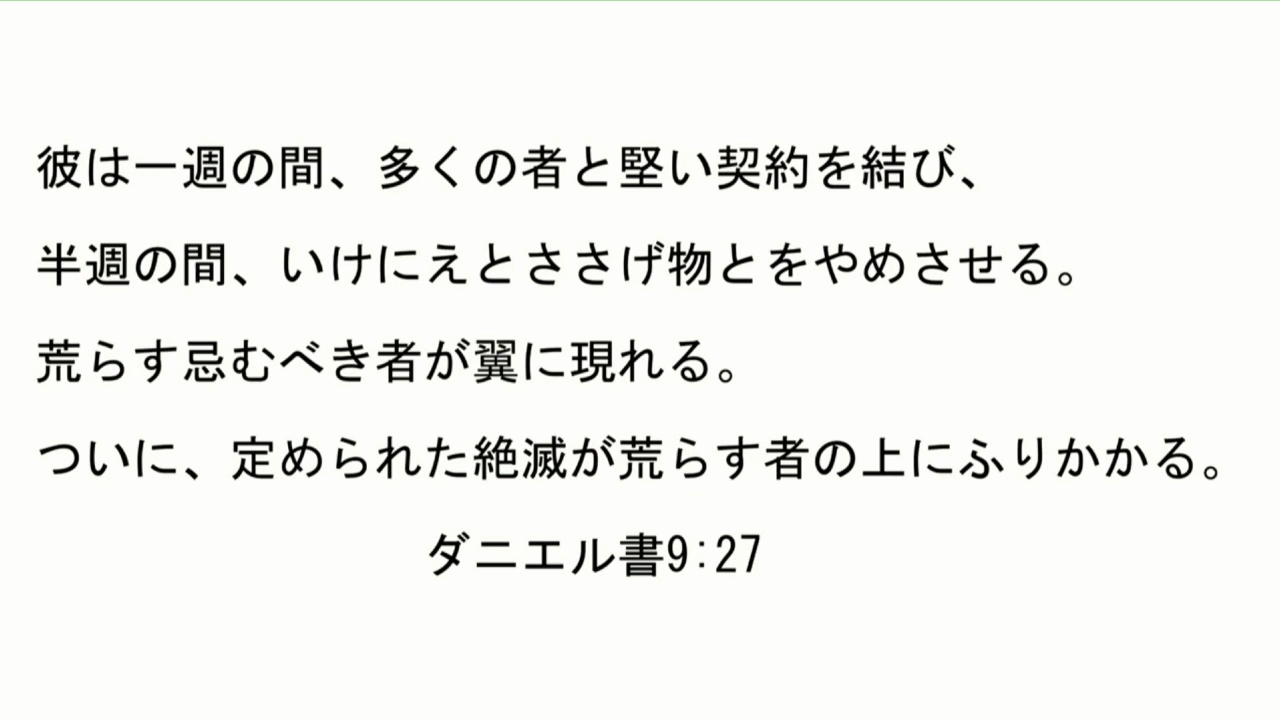 彼は一週の間、多くの者と堅い契約を結び、
半週の間、いけにえとささげ物とをやめさせる。
荒らす忌むべき者が翼に現れる。
ついに、定められた絶滅が荒らす者の上にふりかかる。
ダニエル書9:27